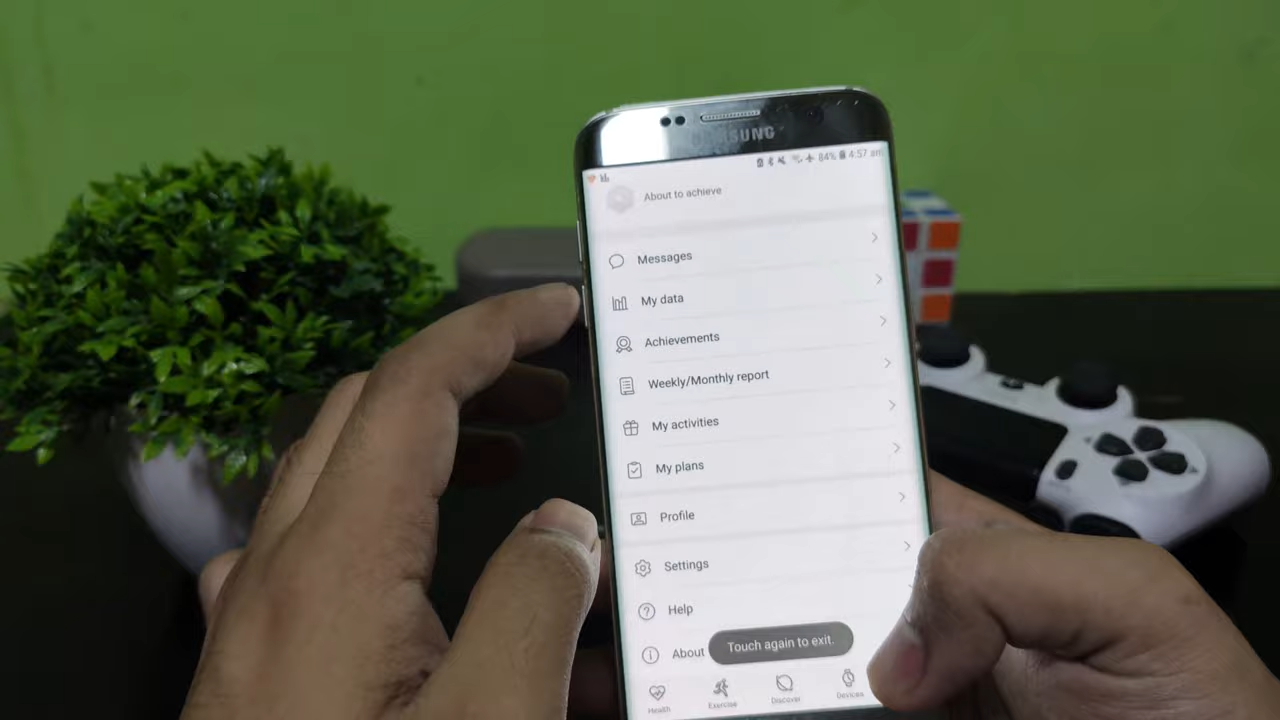 SAMSUNG
84% 4:57 am
About to achieve
Messages
My data
Achievements
Weekly/Monthly report
My activities
My plans
Profile
Settings
Help
About
Touch again to exit.
Health Exercise Discover Devices